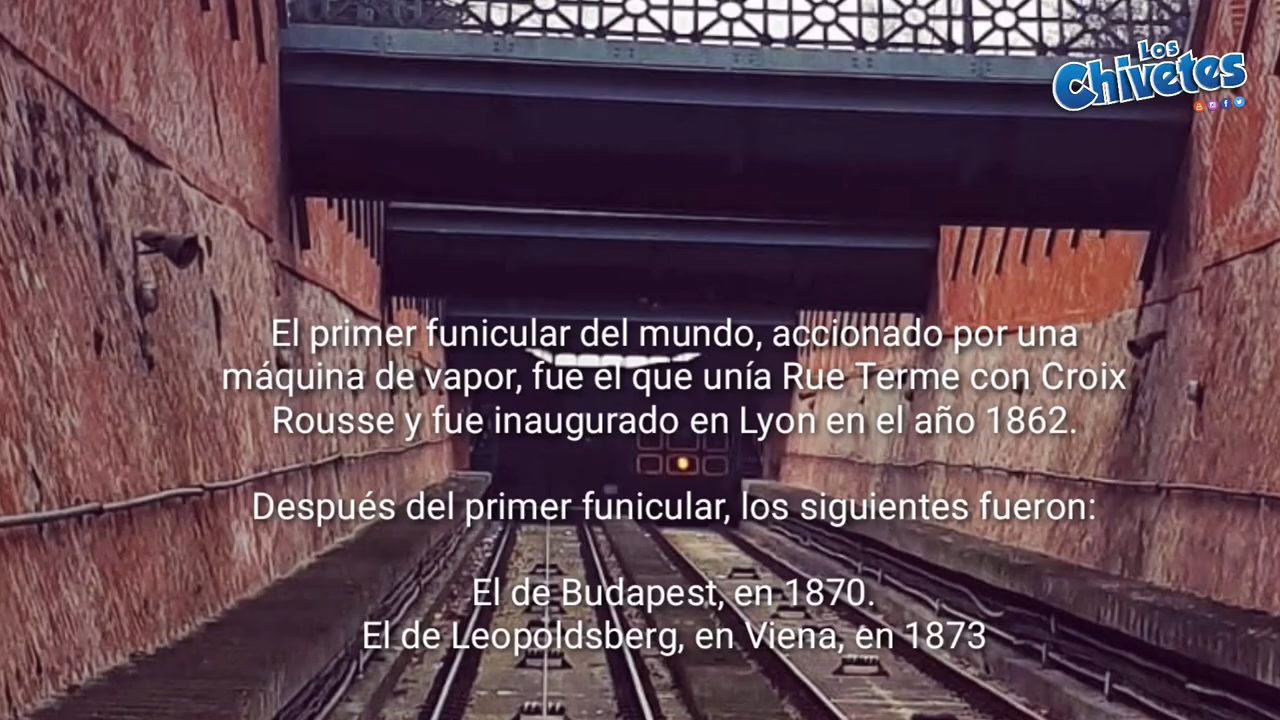 Los
Chivetes
El primer funicular del mundo, accionado por una
máquina de vapor, fue el que unía Rue Terme con Croix
Rousse y fue inaugurado en Lyon en el año 1862.
Después del primer funicular, los siguientes fueron:
El de Budapest, en 1870.
El de Leopoldsberg, en Viena, en 1873